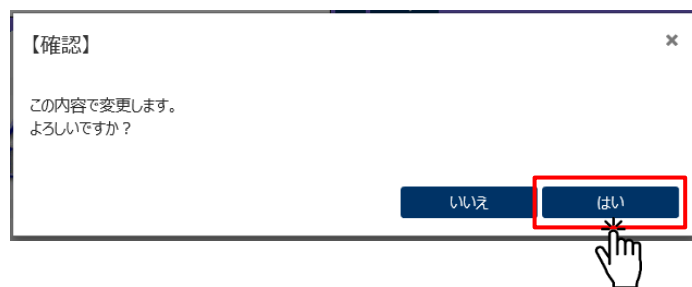 【確認】
×
この内容で変更します。
よろしいですか？
いいえ
はい